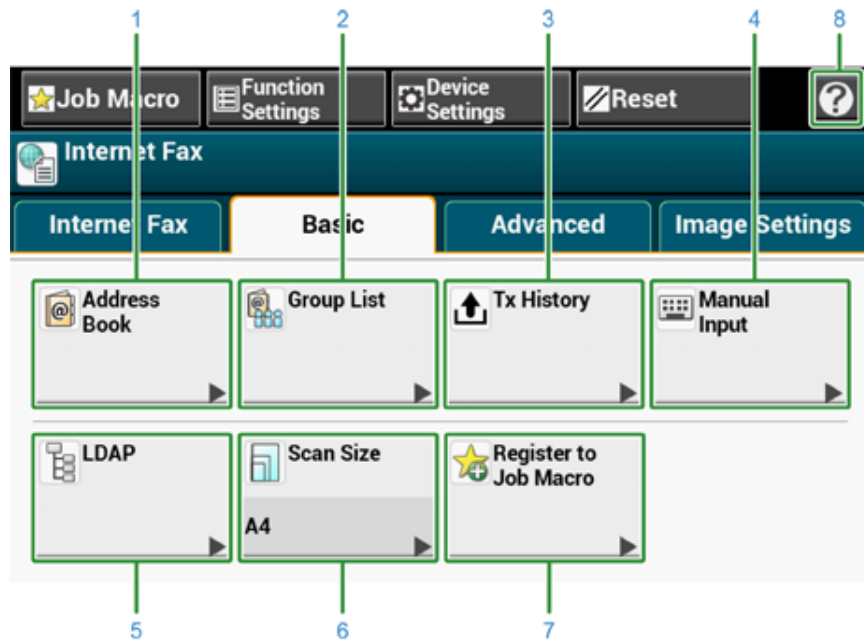 1 2 3 4 8
Job Macro
Function
Settings
Device
Settings
Reset
?
Internet Fax
Internet Fax Basic Advanced Image Settings
Address
Book
Group List
Tx History
Manual
Input
LDAP
Scan Size
A4
Register to
Job Macro
5 6 7